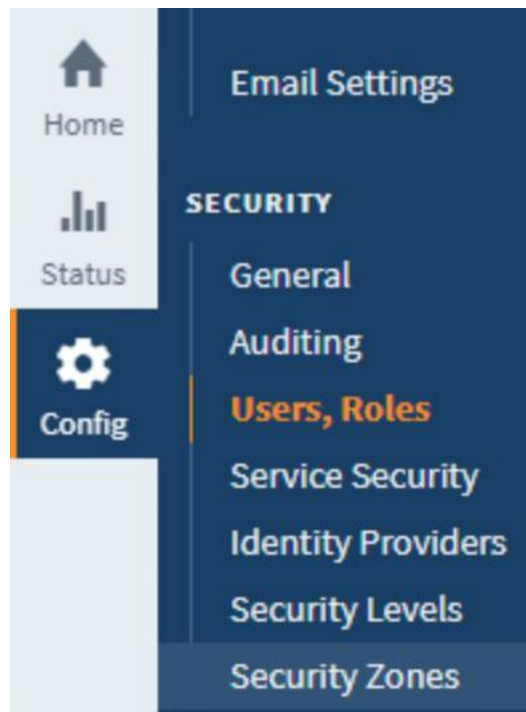 Home
Status
Config
Email Settings
SECURITY
General
Auditing
Users, Roles
Service Security
Identity Providers
Security Levels
Security Zones